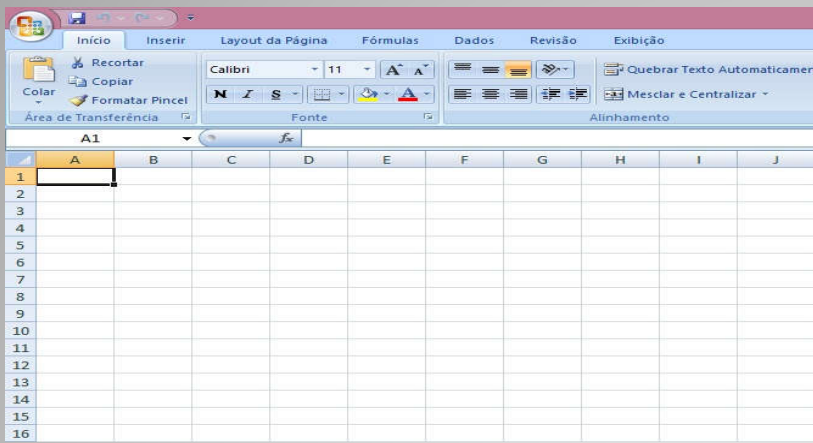 Início Inserir Layout da Página Fórmulas Dados Revisão Exibição
Recortar
Copiar
Formatar Pincel
Colar
Área de Transferência
Calibri 11 A A
N I S A
Fonte
Quebrar Texto Automaticamen
Mesclar e Centralizar
Alinhamento
A1 fx
A B C D E F G H I J
1
2
3
4
5
6
7
8
9
10
11
12
13
14
15
16